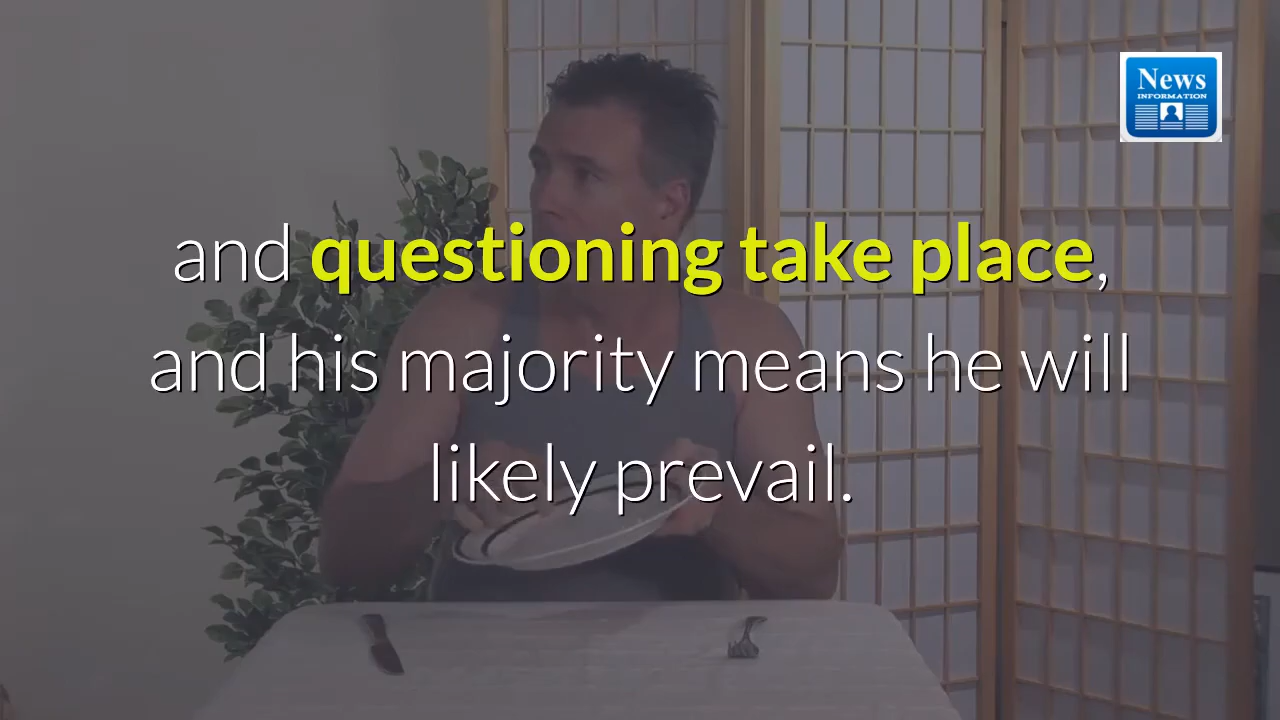 News
INFORMATION
and questioning take place,
and his majority means he will
likely prevail.